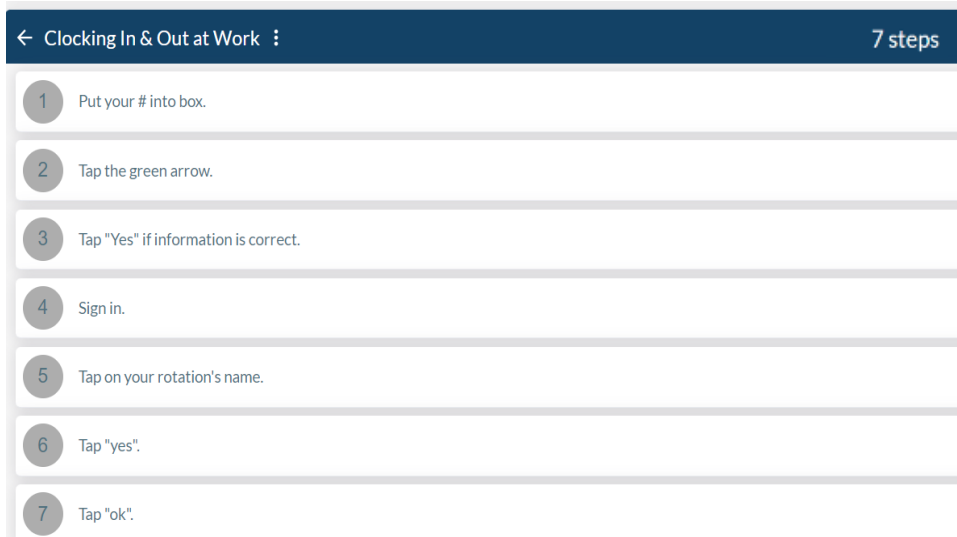 Clocking In & Out at Work
7 steps
1 Put your # into box.
2 Tap the green arrow.
3 Tap "Yes" if information is correct.
4 Sign in.
5 Tap on your rotation's name.
6 Tap "yes".
7 Tap "ok".